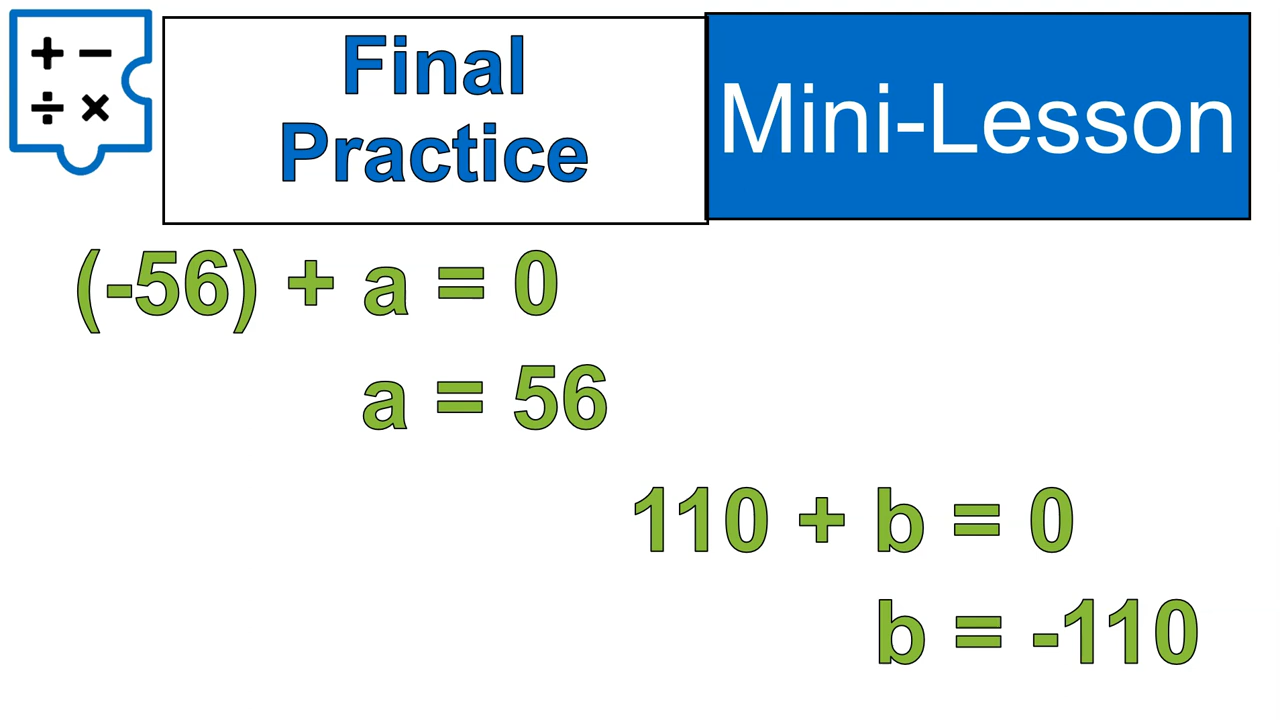 + −
÷ ×
Final
Practice
Mini-Lesson
(-56) + a = 0
a = 56
110 + b = 0
b = -110